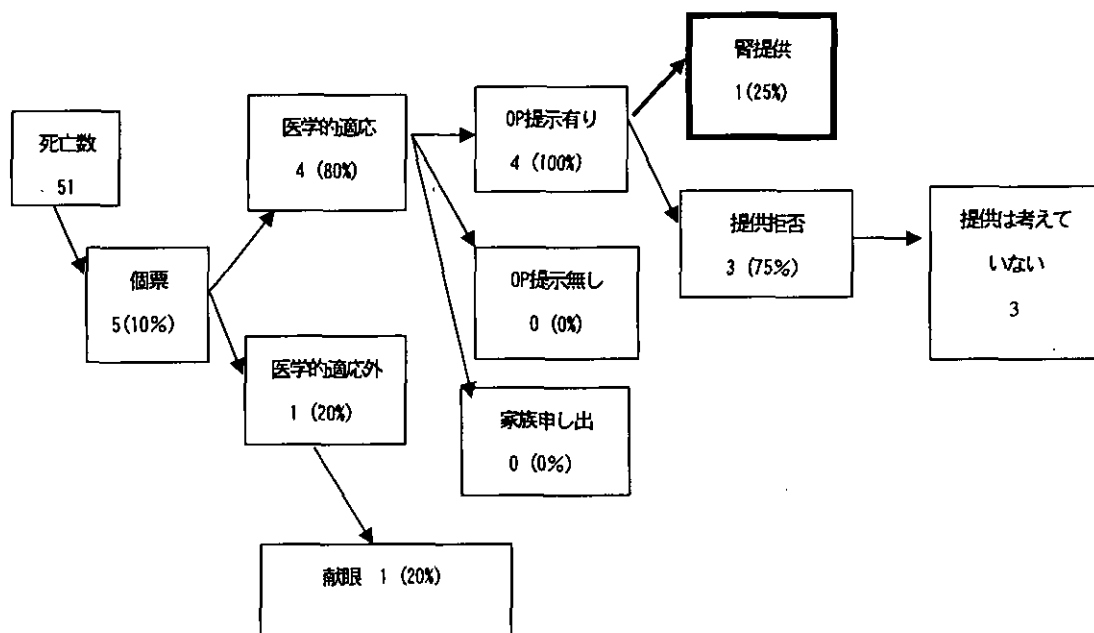 死亡数
51
個票
5(10%)
医学的適応
4 (80%)
医学的適応外
1 (20%)
献眼 1 (20%)
OP提示有り
4 (100%)
OP提示無し
0 (0%)
家族申し出
0 (0%)
腎提供
1(25%)
提供拒否
3 (75%)
提供は考えて
いない
3